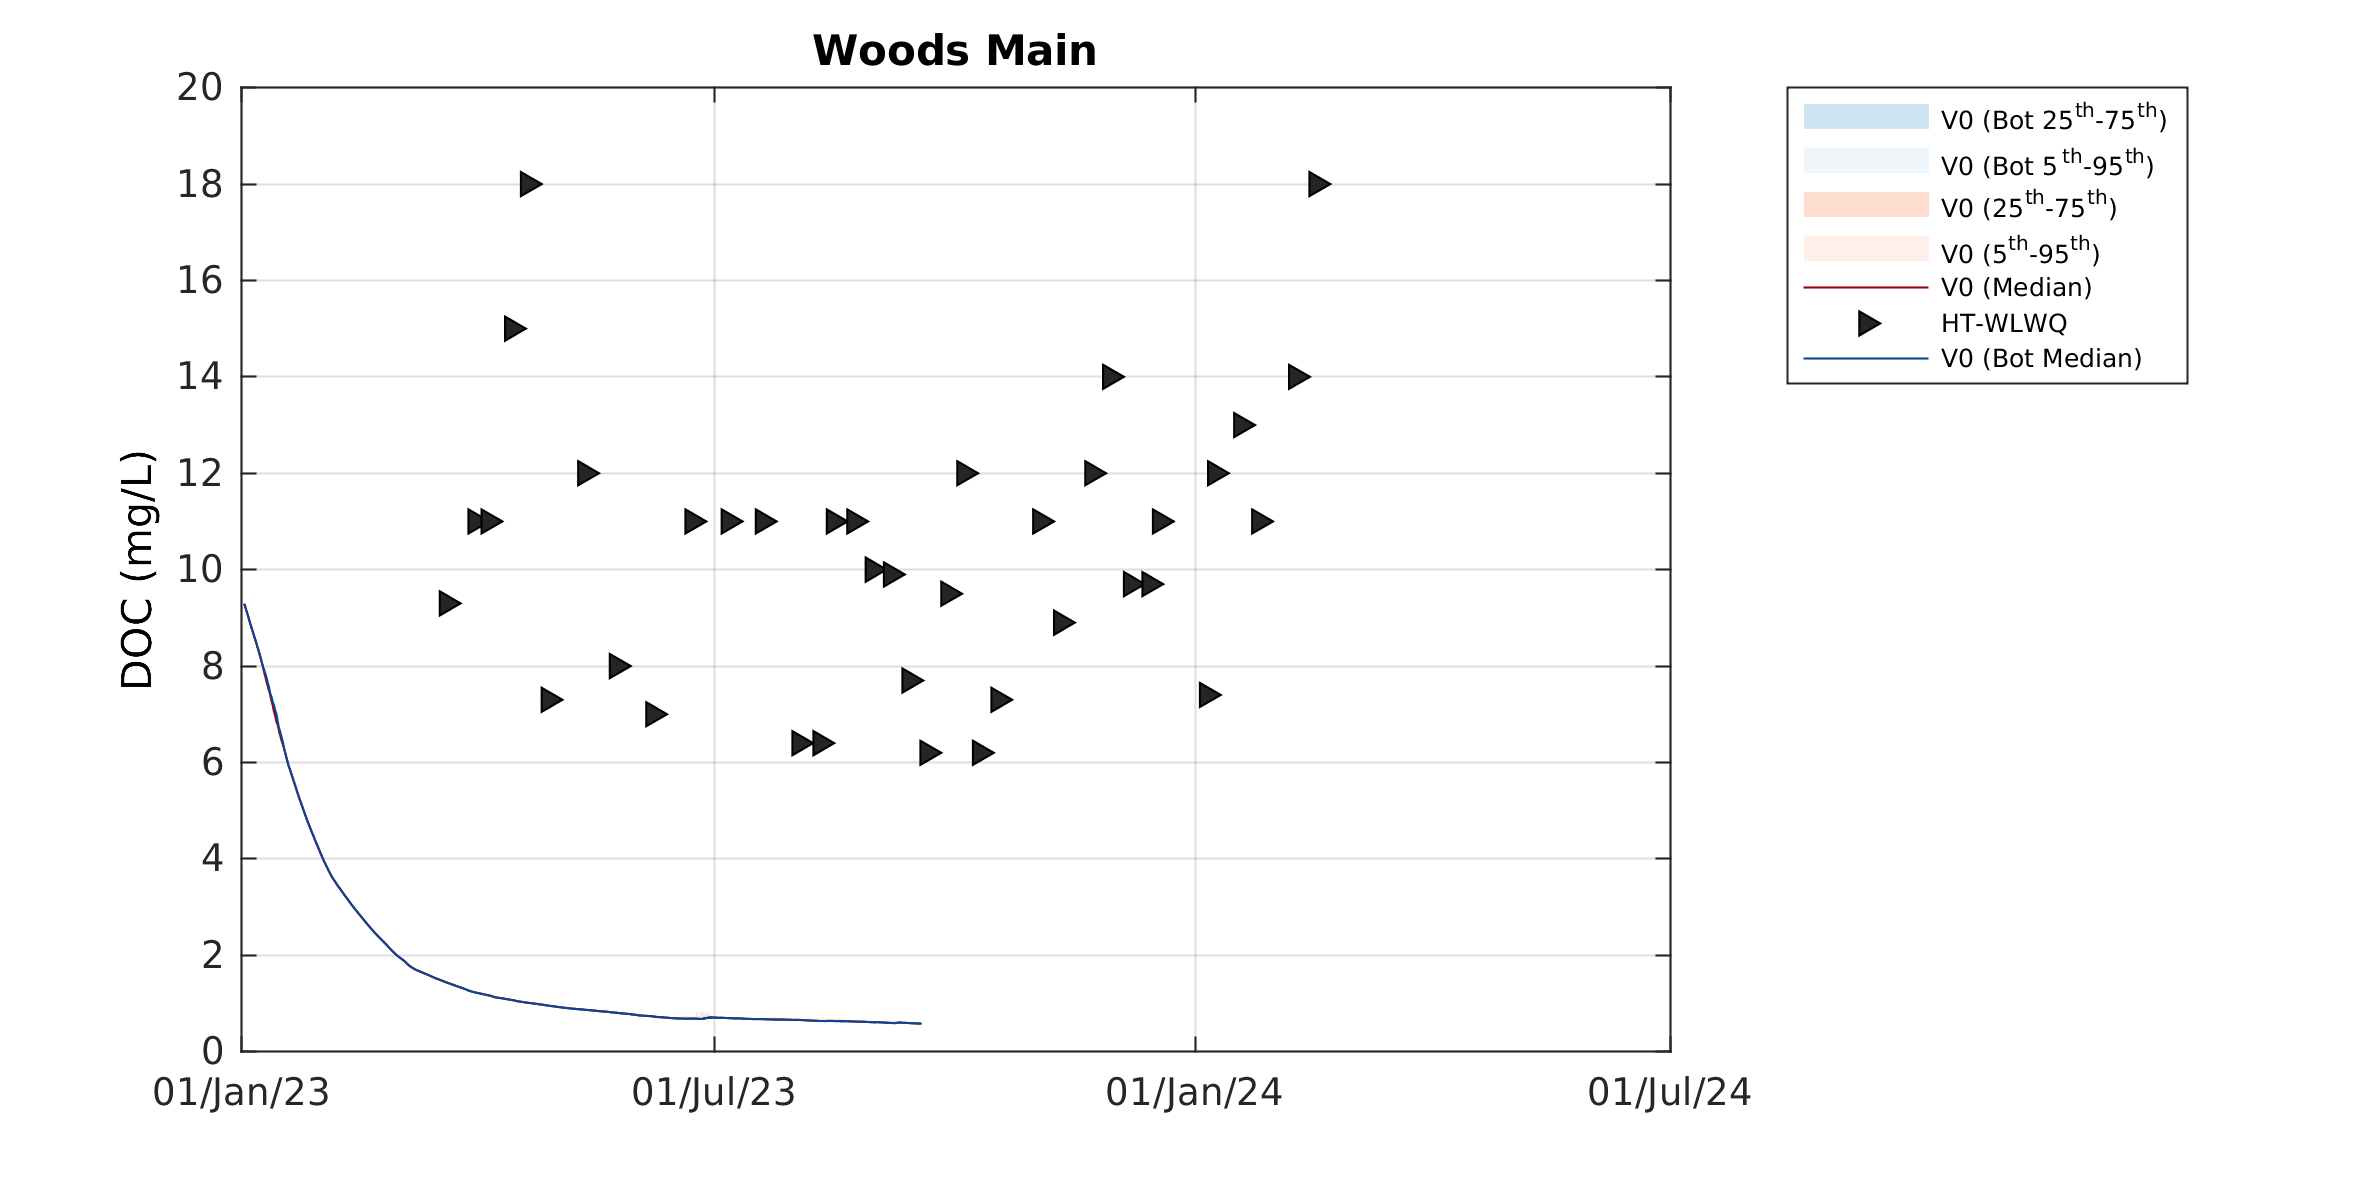 Woods Main
20
18
16
14
12
10
8
6
4
2
0
DOC (mg/L)
01/Jan/23
01/Jul/23
01/Jan/24
01/Jul/24
V0 (Bot 25th-75th)
V0 (Bot 5th-95th)
V0 (25th-75th)
V0 (5th-95th)
V0 (Median)
HT-WLWQ
V0 (Bot Median)